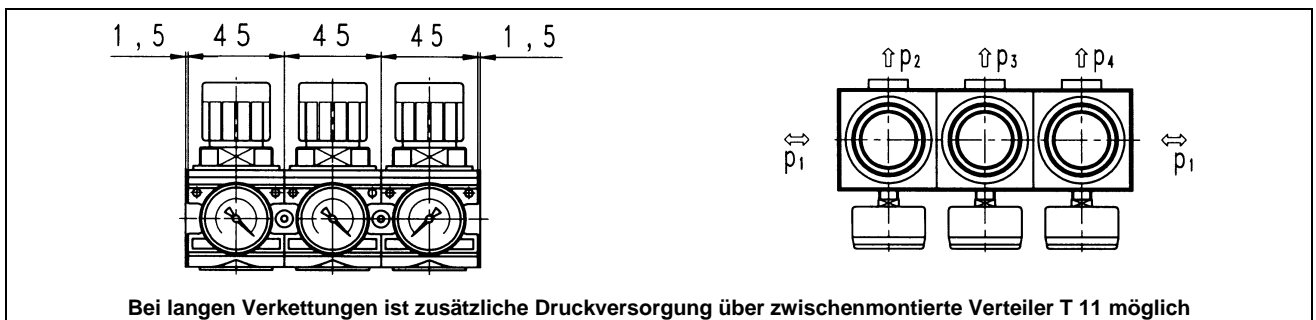 1,5 45 45 45 1,5
p2 p3 p4
p1 p1
Bei langen Verkettungen ist zusätzliche Druckversorgung über zwischenmontierte Verteiler T 11 möglich